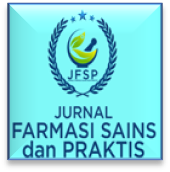 JFSP
JURNAL
FARMASI SAINS
dan PRAKTIS